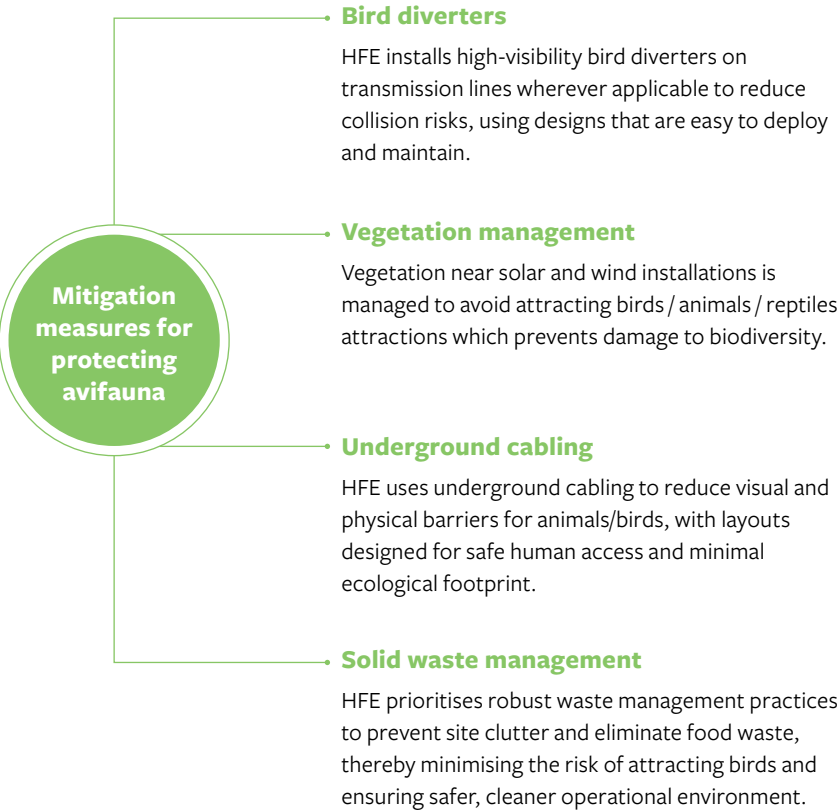 Bird diverters
HFE installs high-visibility bird diverters on
transmission lines wherever applicable to reduce
collision risks, using designs that are easy to deploy
and maintain.
Mitigation
measures for
protecting
avifauna
Vegetation management
Vegetation near solar and wind installations is
managed to avoid attracting birds / animals / reptiles
attractions which prevents damage to biodiversity.
Underground cabling
HFE uses underground cabling to reduce visual and
physical barriers for animals/birds, with layouts
designed for safe human access and minimal
ecological footprint.
Solid waste management
HFE prioritises robust waste management practices
to prevent site clutter and eliminate food waste,
thereby minimising the risk of attracting birds and
ensuring safer, cleaner operational environment.